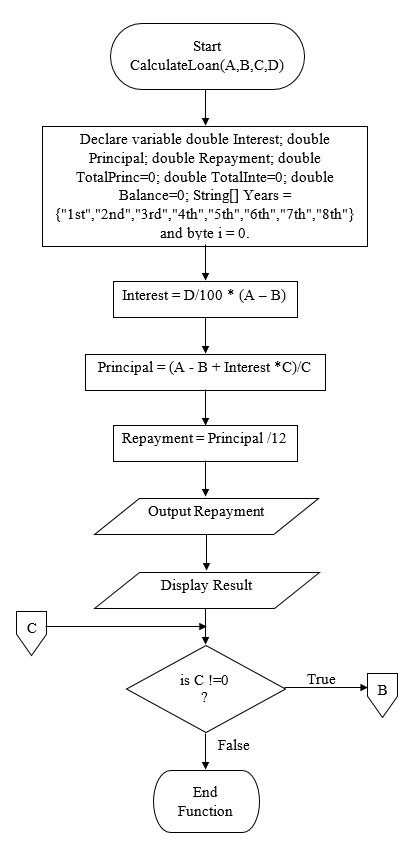 Start
CalculateLoan(A,B,C,D)
Declare variable double Interest; double
Principal; double Repayment; double
TotalPrinc=0; double TotalInte=0; double
Balance=0; String[] Years =
{"1st","2nd","3rd","4th","5th","6th","7th","8th"}
and byte i = 0.
Interest = D/100 * (A – B)
Principal = (A - B + Interest *C)/C
Repayment = Principal /12
Output Repayment
Display Result
C
is C !=0
?
True
B
False
End
Function